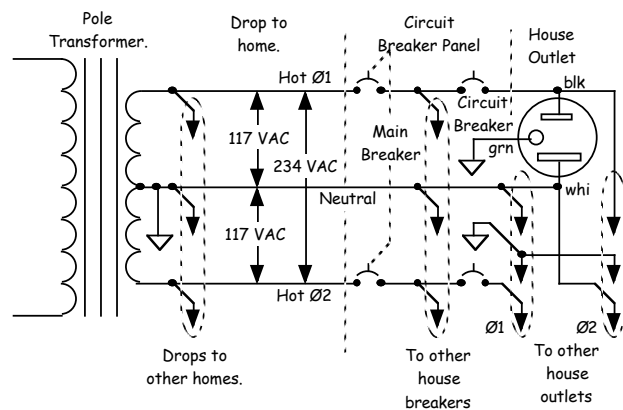 Pole
Transformer.
Drop to
home.
Circuit
Breaker Panel
House
Outlet
Hot Ø1
blk
Circuit
Breaker
grn
117 VAC
Main
Breaker
234 VAC
Neutral
whi
117 VAC
Hot Ø2
Ø1
Ø2
Drops to
other homes.
To other
house
breakers
To other
house
outlets